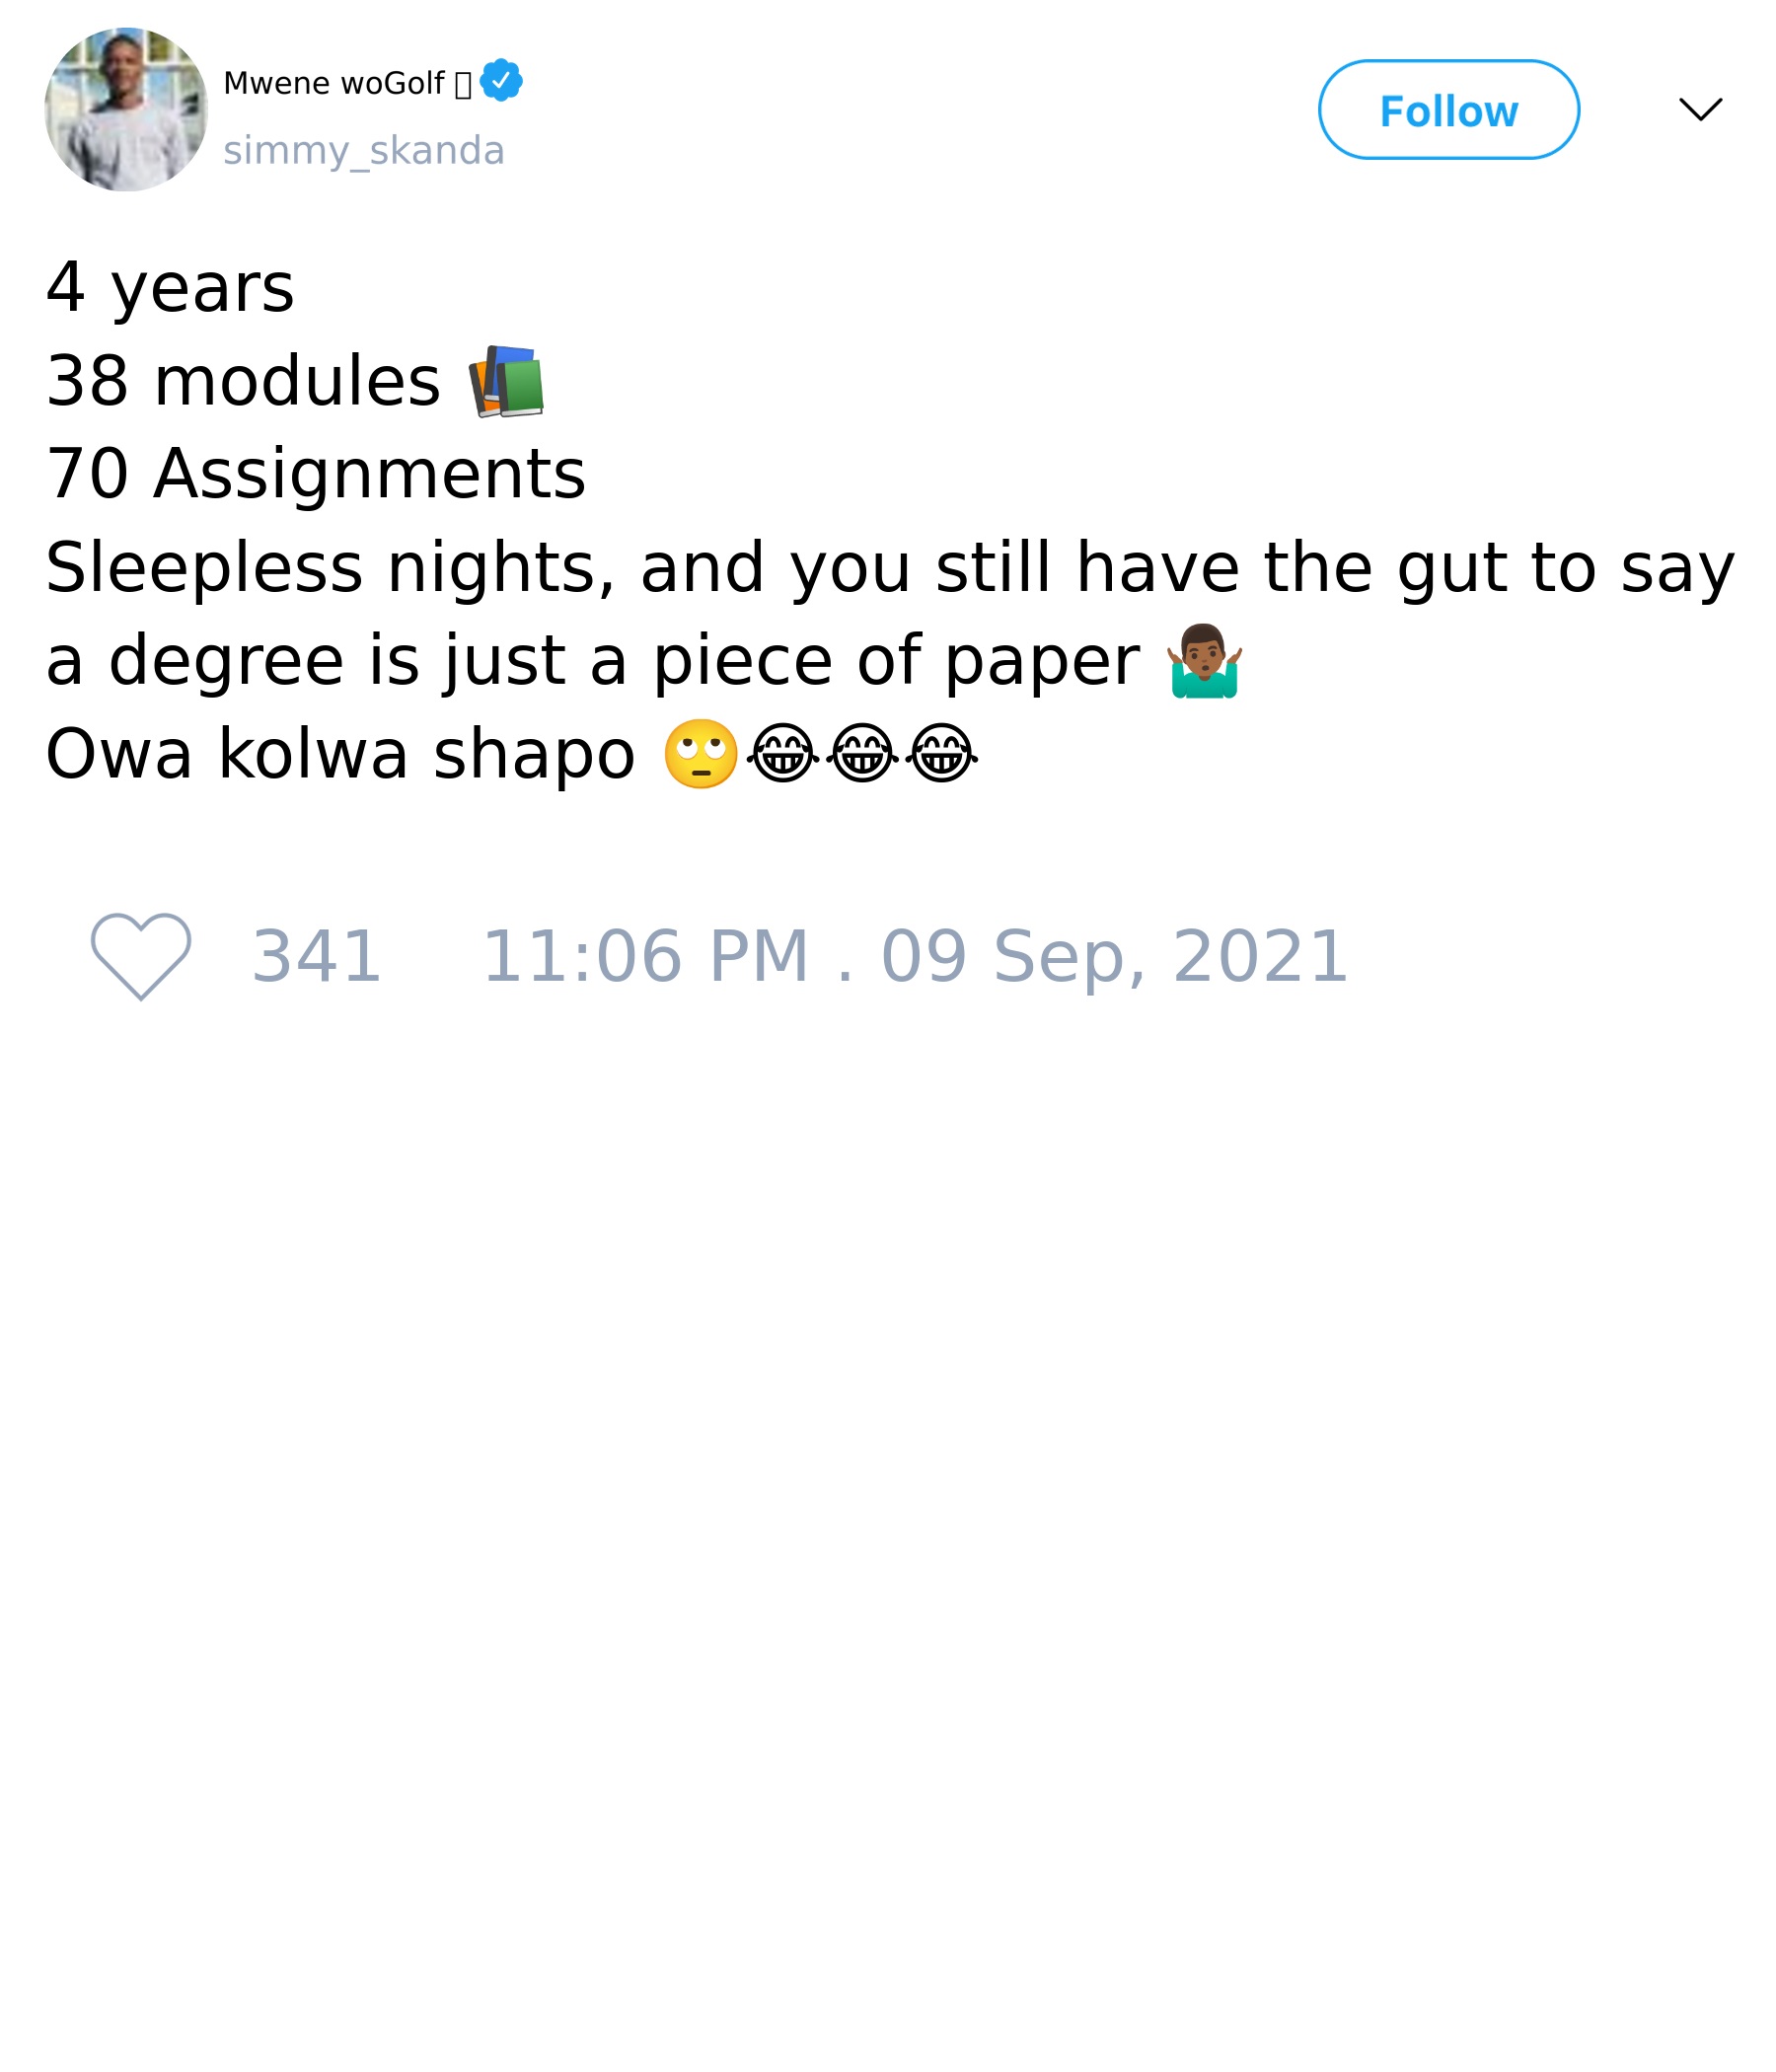 Mwene woGolf
simmy_skanda
Follow
4 years
38 modules 📚
70 Assignments
Sleepless nights, and you still have the gut to say
a degree is just a piece of paper 🤷🏾‍♂️
Owa kolwa shapo 🙄😂😂😂
341 11:06 PM . 09 Sep, 2021